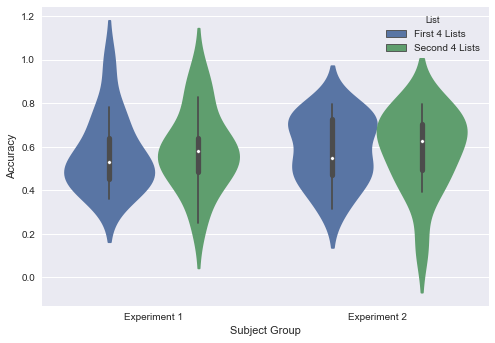 List
First 4 Lists
Second 4 Lists
1.2
1.0
0.8
0.6
0.4
0.2
0.0
Accuracy
Experiment 1
Experiment 2
Subject Group